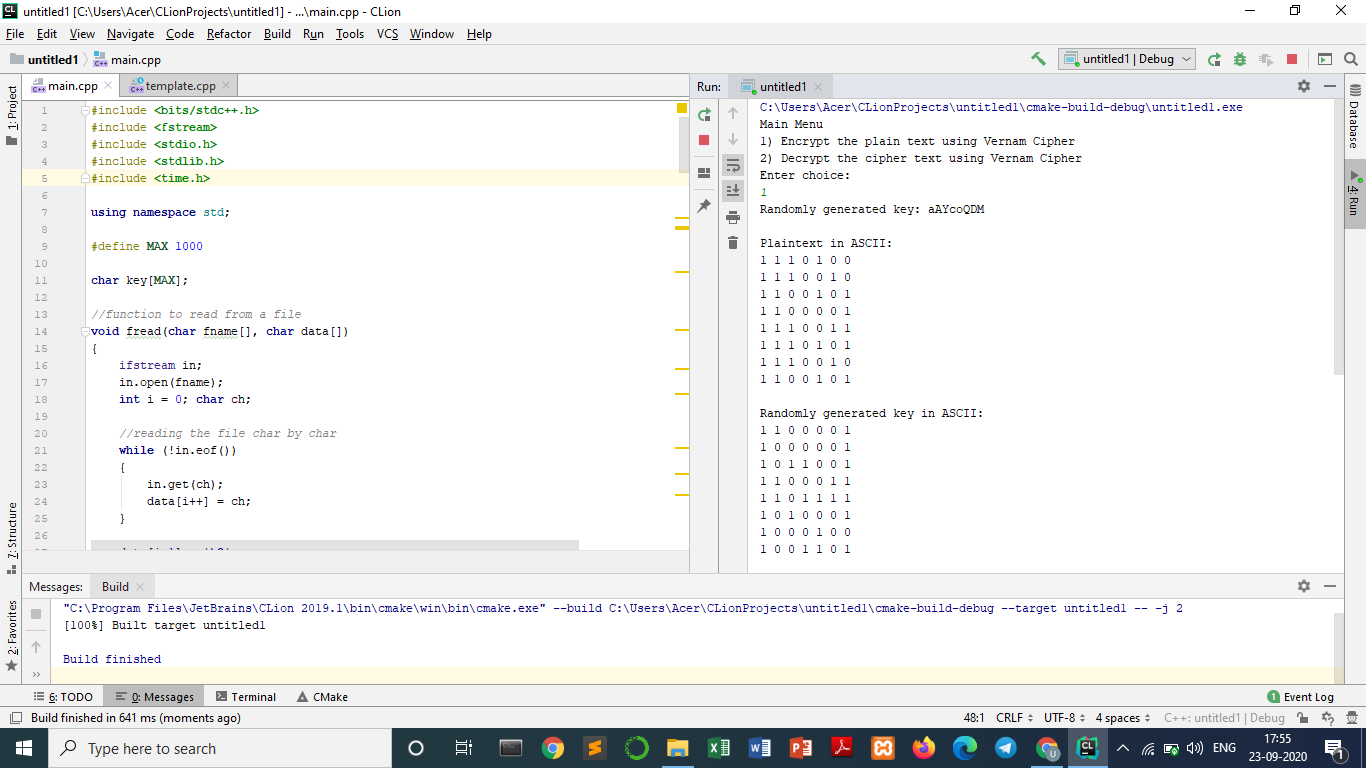 untitled1 [C:\Users\Acer\CLionProjects\untitled1] - ...\main.cpp - CLion
File Edit View Navigate Code Refactor Build Run Tools VCS Window Help
untitled1 main.cpp
untitled1 | Debug
1: Project
main.cpp template.cpp
1 #include <bits/stdc++.h>
2 #include <fstream>
3 #include <stdio.h>
4 #include <stdlib.h>
5 #include <time.h>
6
7 using namespace std;
8
9 #define MAX 1000
10
11 char key[MAX];
12
13 //function to read from a file
14 void fread(char fname[], char data[])
15 {
16 ifstream in;
17 in.open(fname);
18 int i = 0; char ch;
19
20 //reading the file char by char
21 while (!in.eof())
22 {
23 in.get(ch);
24 data[i++] = ch;
25 }
26
Run: untitled1
C:\Users\Acer\CLionProjects\untitled1\cmake-build-debug\untitled1.exe
Main Menu
1) Encrypt the plain text using Vernam Cipher
2) Decrypt the cipher text using Vernam Cipher
Enter choice:
1
Randomly generated key: aAYcoQDM
Plaintext in ASCII:
1 1 1 0 1 0 0
1 1 1 0 0 1 0
1 1 0 0 1 0 1
1 1 0 0 0 0 1
1 1 1 0 0 1 1
1 1 1 0 1 0 1
1 1 1 0 0 1 0
1 1 0 0 1 0 1
Randomly generated key in ASCII:
1 1 0 0 0 0 1
1 0 0 0 0 0 1
1 0 1 1 0 0 1
1 1 0 0 0 1 1
1 1 0 1 1 1 1
1 0 1 0 0 0 1
1 0 0 0 1 0 0
1 0 0 1 1 0 1
Database
4: Run
7: Structure
2: Favorites
Messages: Build
"C:\Program Files\JetBrains\CLion 2019.1\bin\cmake\win\bin\cmake.exe" --build C:\Users\Acer\CLionProjects\untitled1\cmake-build-debug --target untitled1 -- -j 2
[100%] Built target untitled1
Build finished
6: TODO 0: Messages Terminal CMake 1 Event Log
Build finished in 641 ms (moments ago) 48:1 CRLF UTF-8 4 spaces C++: untitled1 | Debug
Type here to search ENG 17:55
23-09-2020 1